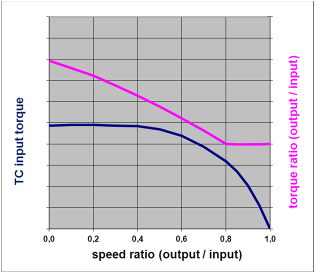 TC input torque
torque ratio (output / input)
0,0 0,2 0,4 0,6 0,8 1,0
speed ratio (output / input)